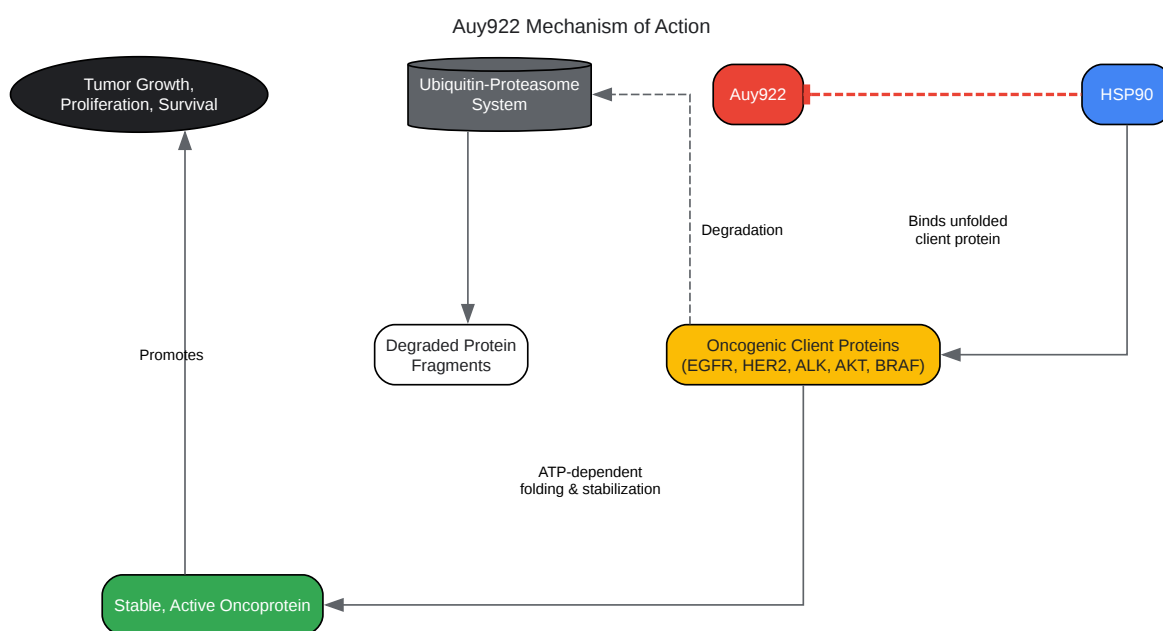 Auy922 Mechanism of Action
Tumor Growth,
Proliferation, Survival
Ubiquitin-Proteasome
System
Auy922
HSP90
Degradation
Binds unfolded
client protein
Promotes
Degraded Protein
Fragments
Oncogenic Client Proteins
(EGFR, HER2, ALK, AKT, BRAF)
ATP-dependent
folding & stabilization
Stable, Active Oncoprotein